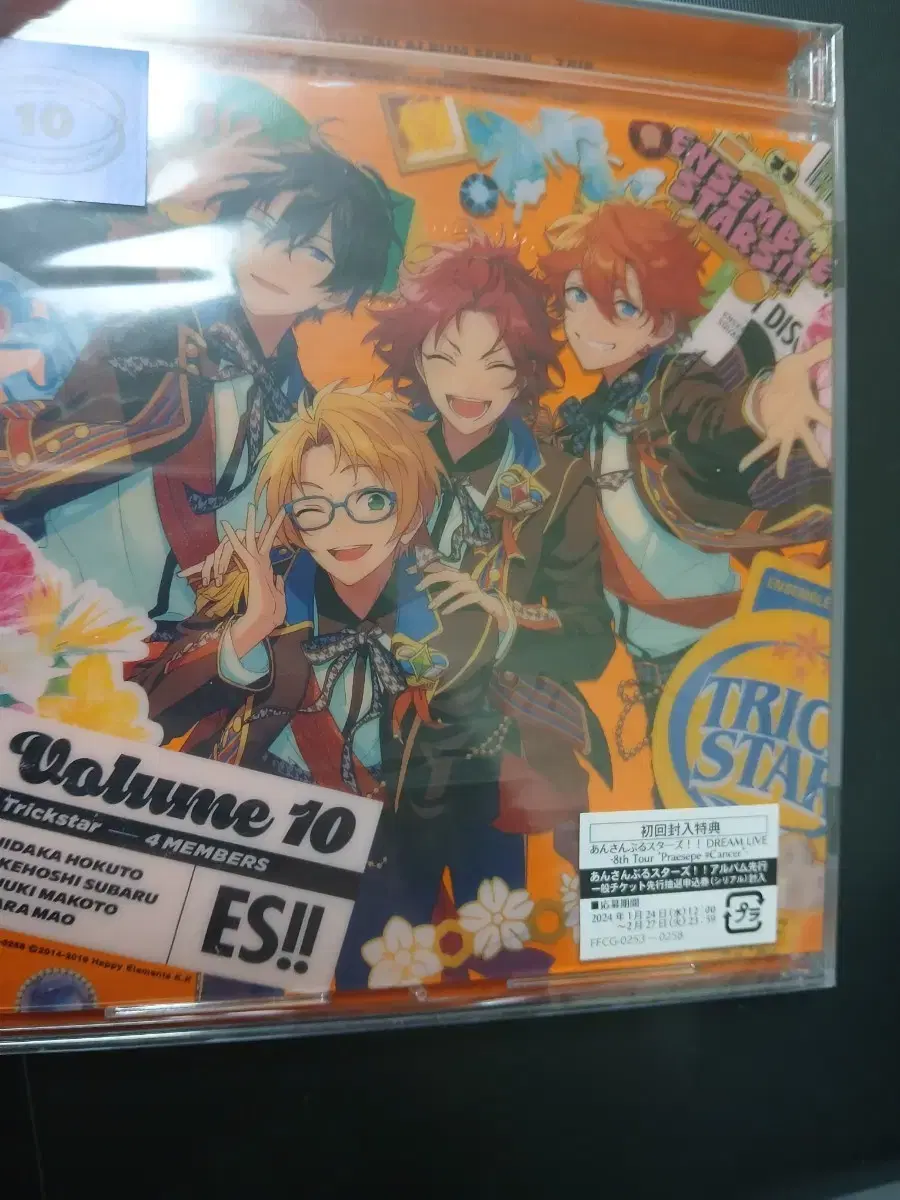 10
ENSEMBLE
STARS!!
DIS
ENSEMBLE
TRIC
STAR
Volume 10
Trickstar — 4 MEMBERS
HIDAKA HOKUTO
KEHOSHI SUBARU
UKI MAKOTO
ARA MAO
ES!!
©2014-2019 Happy Elements K.K
初回封入特典
あんさんぶるスターズ！！ DREAM LIVE
-8th Tour "Praesepe #Cancer"-
あんさんぶるスターズ！！アルバム先行
一般チケット先行抽選申込券(シリアル)封入
■応募期間
2024年1月24日(水)12:00
～2月27日(火)23:59
FFCG-0253～0258
プラ